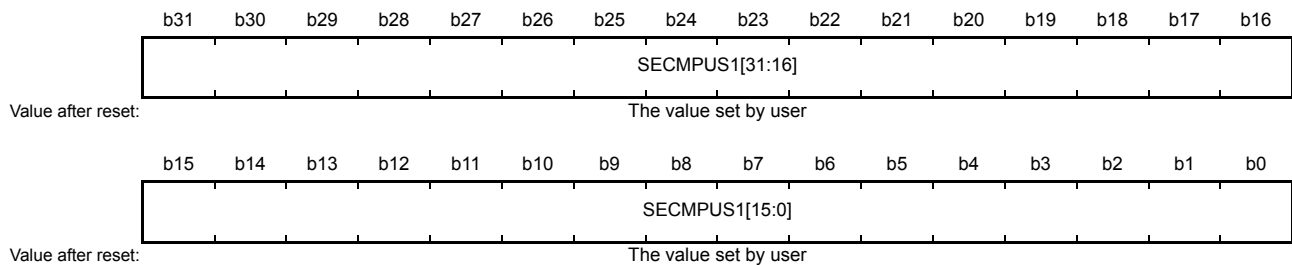 b31 b30 b29 b28 b27 b26 b25 b24 b23 b22 b21 b20 b19 b18 b17 b16
SECMPUS1[31:16]
Value after reset: The value set by user
b15 b14 b13 b12 b11 b10 b9 b8 b7 b6 b5 b4 b3 b2 b1 b0
SECMPUS1[15:0]
Value after reset: The value set by user